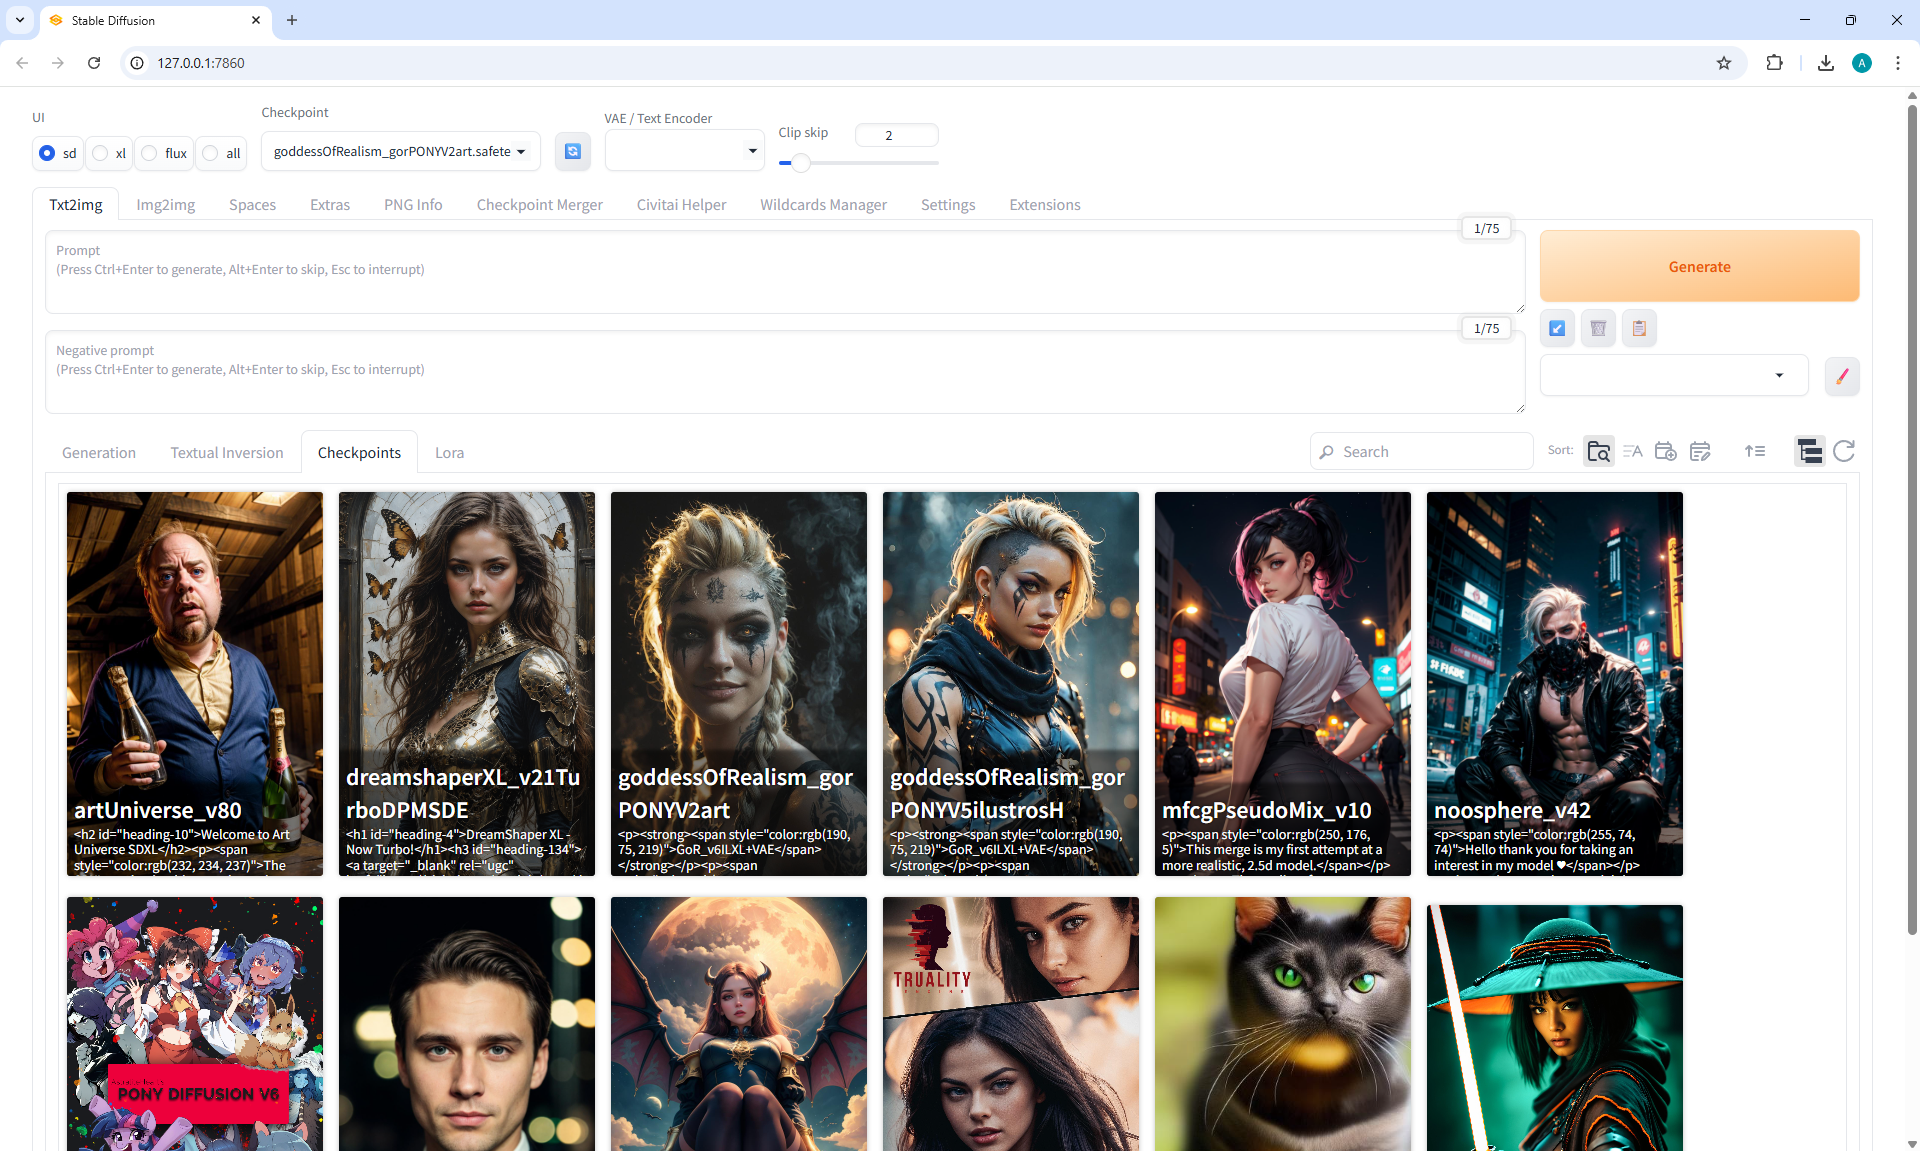 Stable Diffusion
127.0.0.1:7860
A
UI
Checkpoint
VAE / Text Encoder
Clip skip
2
sd
xl
flux
all
goddessOfRealism_gorPONYV2art.safete
Txt2img
Img2img
Spaces
Extras
PNG Info
Checkpoint Merger
Civitai Helper
Wildcards Manager
Settings
Extensions
1/75
Prompt
(Press Ctrl+Enter to generate, Alt+Enter to skip, Esc to interrupt)
Generate
1/75
Negative prompt
(Press Ctrl+Enter to generate, Alt+Enter to skip, Esc to interrupt)
Generation
Textual Inversion
Checkpoints
Lora
Search
Sort:
artUniverse_v80
<h2 id="heading-10">Welcome to Art
Universe SDXL</h2><p><span
style="color:rgb(232, 234, 237)">The
dreamshaperXL_v21Tu
rboDPMSDE
<h1 id="heading-4">DreamShaper XL -
Now Turbo!</h1><h3 id="heading-134">
<a target="_blank" rel="ugc"
goddessOfRealism_gor
PONYV2art
<p><strong><span style="color:rgb(190,
75, 219)">GoR_v6ILXL+VAE</span>
</strong></p><p><span
goddessOfRealism_gor
PONYV5ilustrosH
<p><strong><span style="color:rgb(190,
75, 219)">GoR_v6ILXL+VAE</span>
</strong></p><p><span
mfcgPseudoMix_v10
<p><span style="color:rgb(250, 176,
5)">This merge is my first attempt at a
more realistic, 2.5d model.</span></p>
noosphere_v42
<p><span style="color:rgb(255, 74,
74)">Hello thank you for taking an
interest in my model ♥</span></p>
PONY DIFFUSION V6
TRUALITY